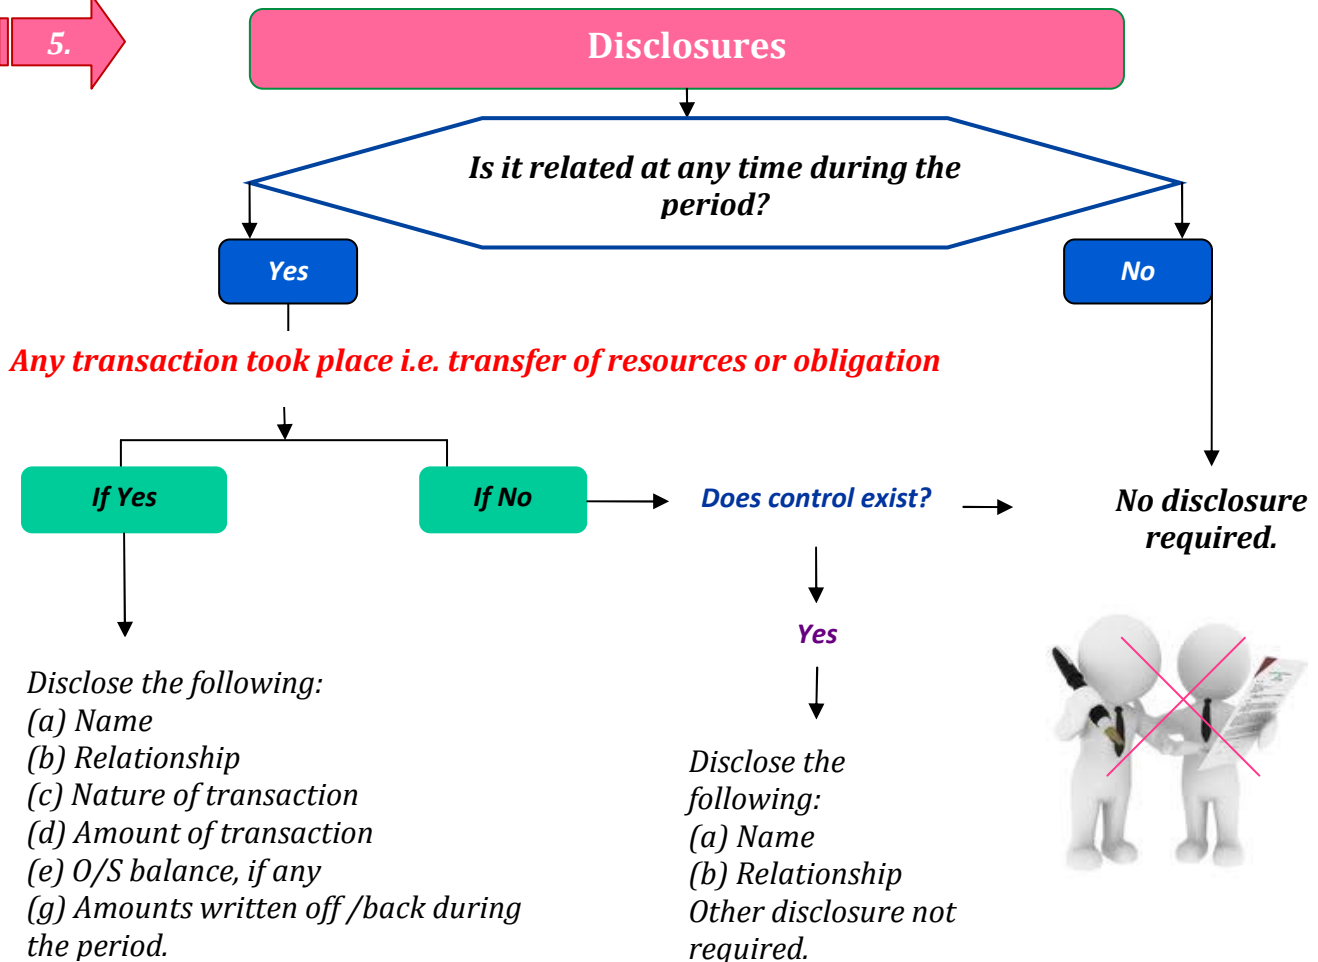 5.
Disclosures
Is it related at any time during the
period?
Yes
No
Any transaction took place i.e. transfer of resources or obligation
If Yes
If No
Does control exist?
No disclosure
required.
Yes
Disclose the following:
(a) Name
(b) Relationship
(c) Nature of transaction
(d) Amount of transaction
(e) O/S balance, if any
(g) Amounts written off /back during
the period.
Disclose the
following:
(a) Name
(b) Relationship
Other disclosure not
required.